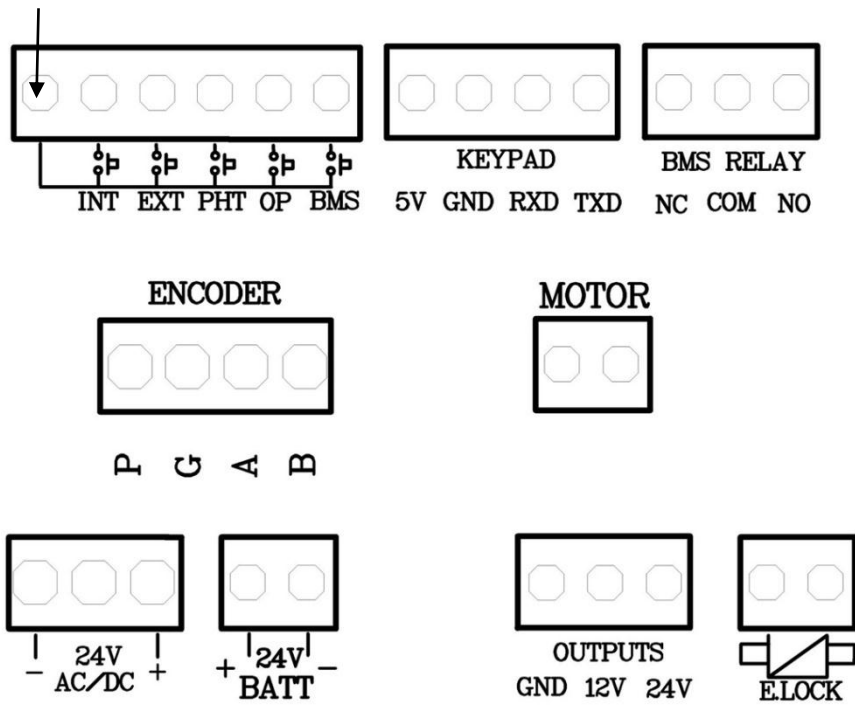 KEYPAD
BMS RELAY
INT EXT PHT OP BMS
5V GND RXD TXD
NC COM NO
ENCODER
MOTOR
P G A B
- 24V +
AC/DC
+ 24V -
BATT
OUTPUTS
GND 12V 24V
E.LOCK